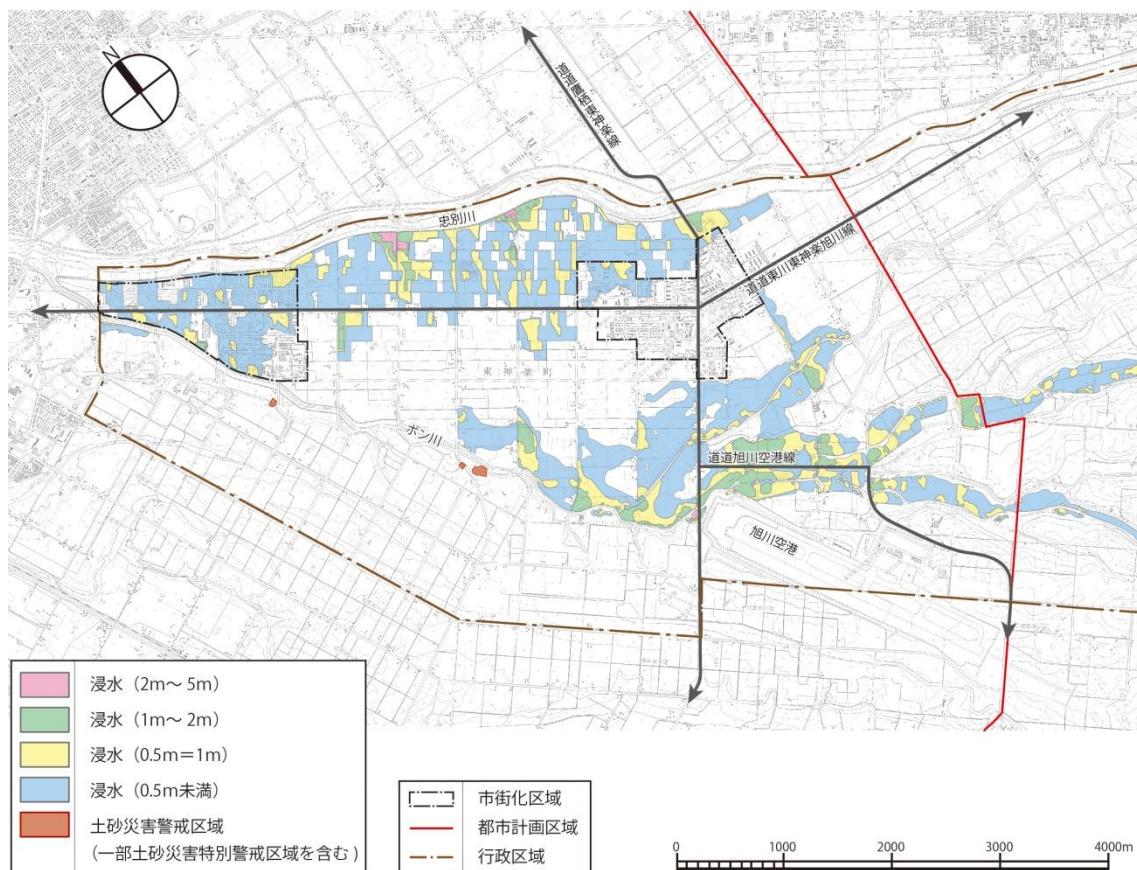 N
道道鷹栖東神楽線
忠別川
道道東川東神楽旭川線
東神楽町
ポン川
道道旭川空港線
旭川空港
浸水（2m～ 5m）
浸水（1m～ 2m）
浸水（0.5m＝1m）
浸水（0.5m未満）
土砂災害警戒区域
（一部土砂災害特別警戒区域を含む）
市街化区域
都市計画区域
行政区域
0 1000 2000 3000 4000m